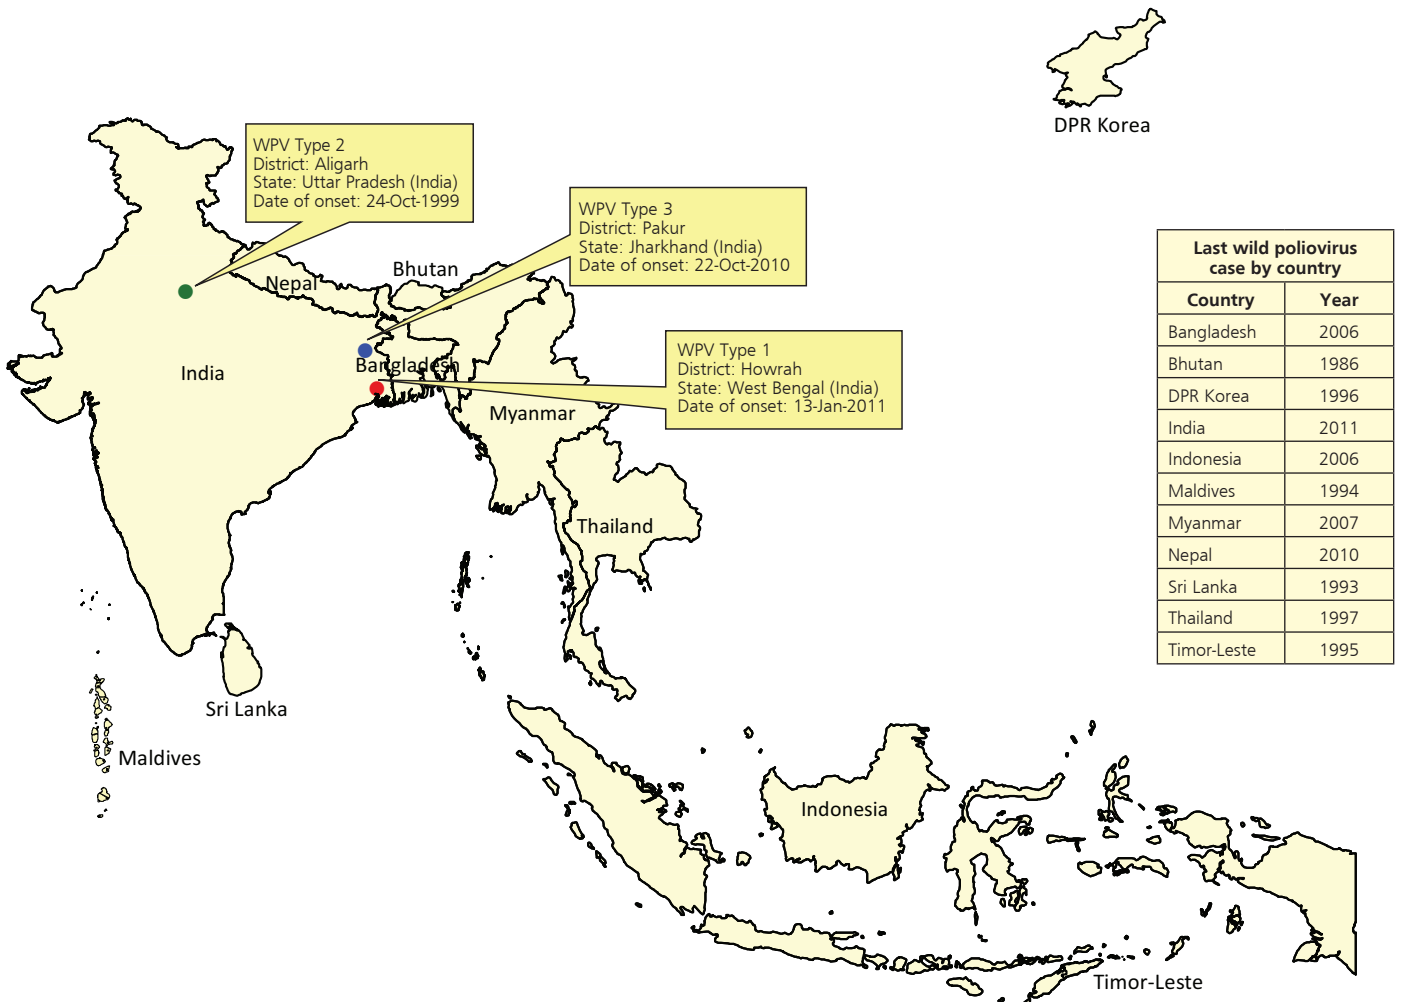 DPR Korea
WPV Type 2
District: Aligarh
State: Uttar Pradesh (India)
Date of onset: 24-Oct-1999
WPV Type 3
District: Pakur
State: Jharkhand (India)
Date of onset: 22-Oct-2010
Bhutan
Nepal
India
Bangladesh
WPV Type 1
District: Howrah
State: West Bengal (India)
Date of onset: 13-Jan-2011
Myanmar
Thailand
Sri Lanka
Maldives
Indonesia
Timor-Leste
Last wild poliovirus
case by country
Country Year
Bangladesh 2006
Bhutan 1986
DPR Korea 1996
India 2011
Indonesia 2006
Maldives 1994
Myanmar 2007
Nepal 2010
Sri Lanka 1993
Thailand 1997
Timor-Leste 1995